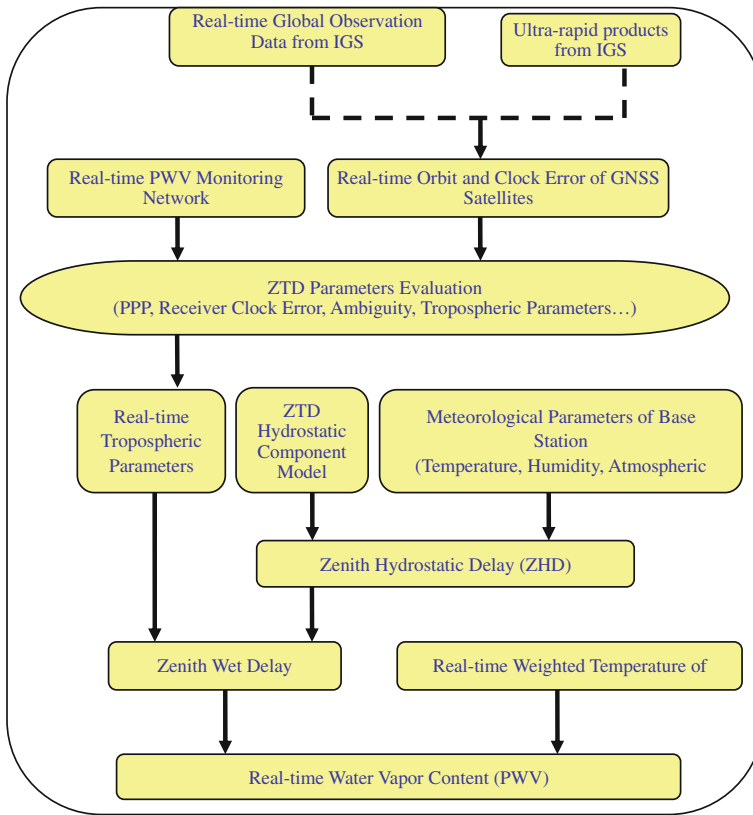 Real-time Global Observation
Data from IGS
Ultra-rapid products
from IGS
Real-time PWV Monitoring
Network
Real-time Orbit and Clock Error of GNSS
Satellites
ZTD Parameters Evaluation
(PPP, Receiver Clock Error, Ambiguity, Tropospheric Parameters…)
Real-time
Tropospheric
Parameters
ZTD
Hydrostatic
Component
Model
Meteorological Parameters of Base
Station
(Temperature, Humidity, Atmospheric
Zenith Hydrostatic Delay (ZHD)
Zenith Wet Delay
Real-time Weighted Temperature of
Real-time Water Vapor Content (PWV)